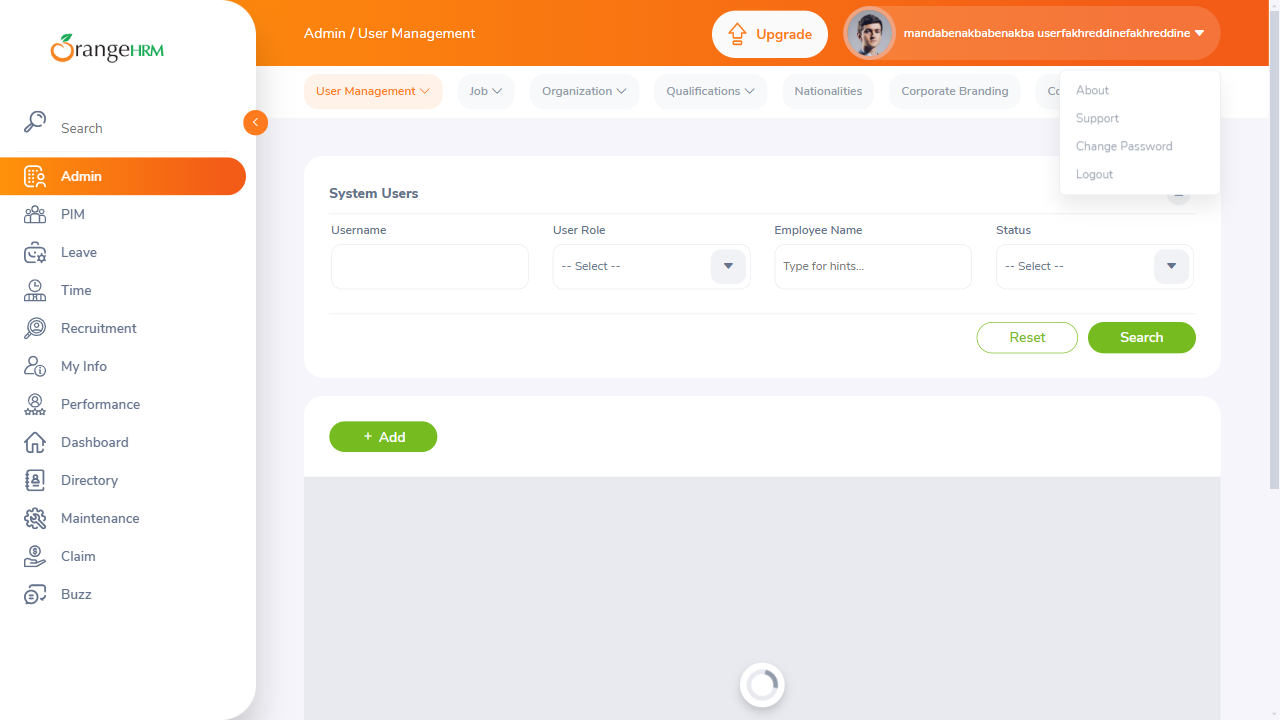 OrangeHRM
Admin / User Management
Upgrade
mandabenakbabenakba userfakhreddinefakhreddine
User Management
Job
Organization
Qualifications
Nationalities
Corporate Branding
Co
About
Support
Change Password
Logout
Search
Admin
PIM
Leave
Time
Recruitment
My Info
Performance
Dashboard
Directory
Maintenance
Claim
Buzz
System Users
Username
User Role
Employee Name
Status
-- Select --
Type for hints...
-- Select --
Reset
Search
+ Add